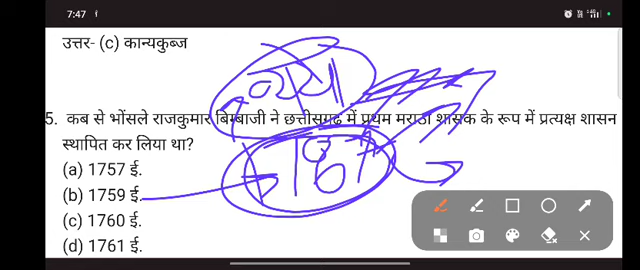 7:47
उत्तर- (c) कान्यकुब्ज
5. कब से भोंसले राजकुमार बिम्बाजी ने छत्तीसगढ़ में प्रथम मराठा शासक के रूप में प्रत्यक्ष शासन
स्थापित कर लिया था?
(a) 1757 ई.
(b) 1759 ई.
(c) 1760 ई.
(d) 1761 ई.